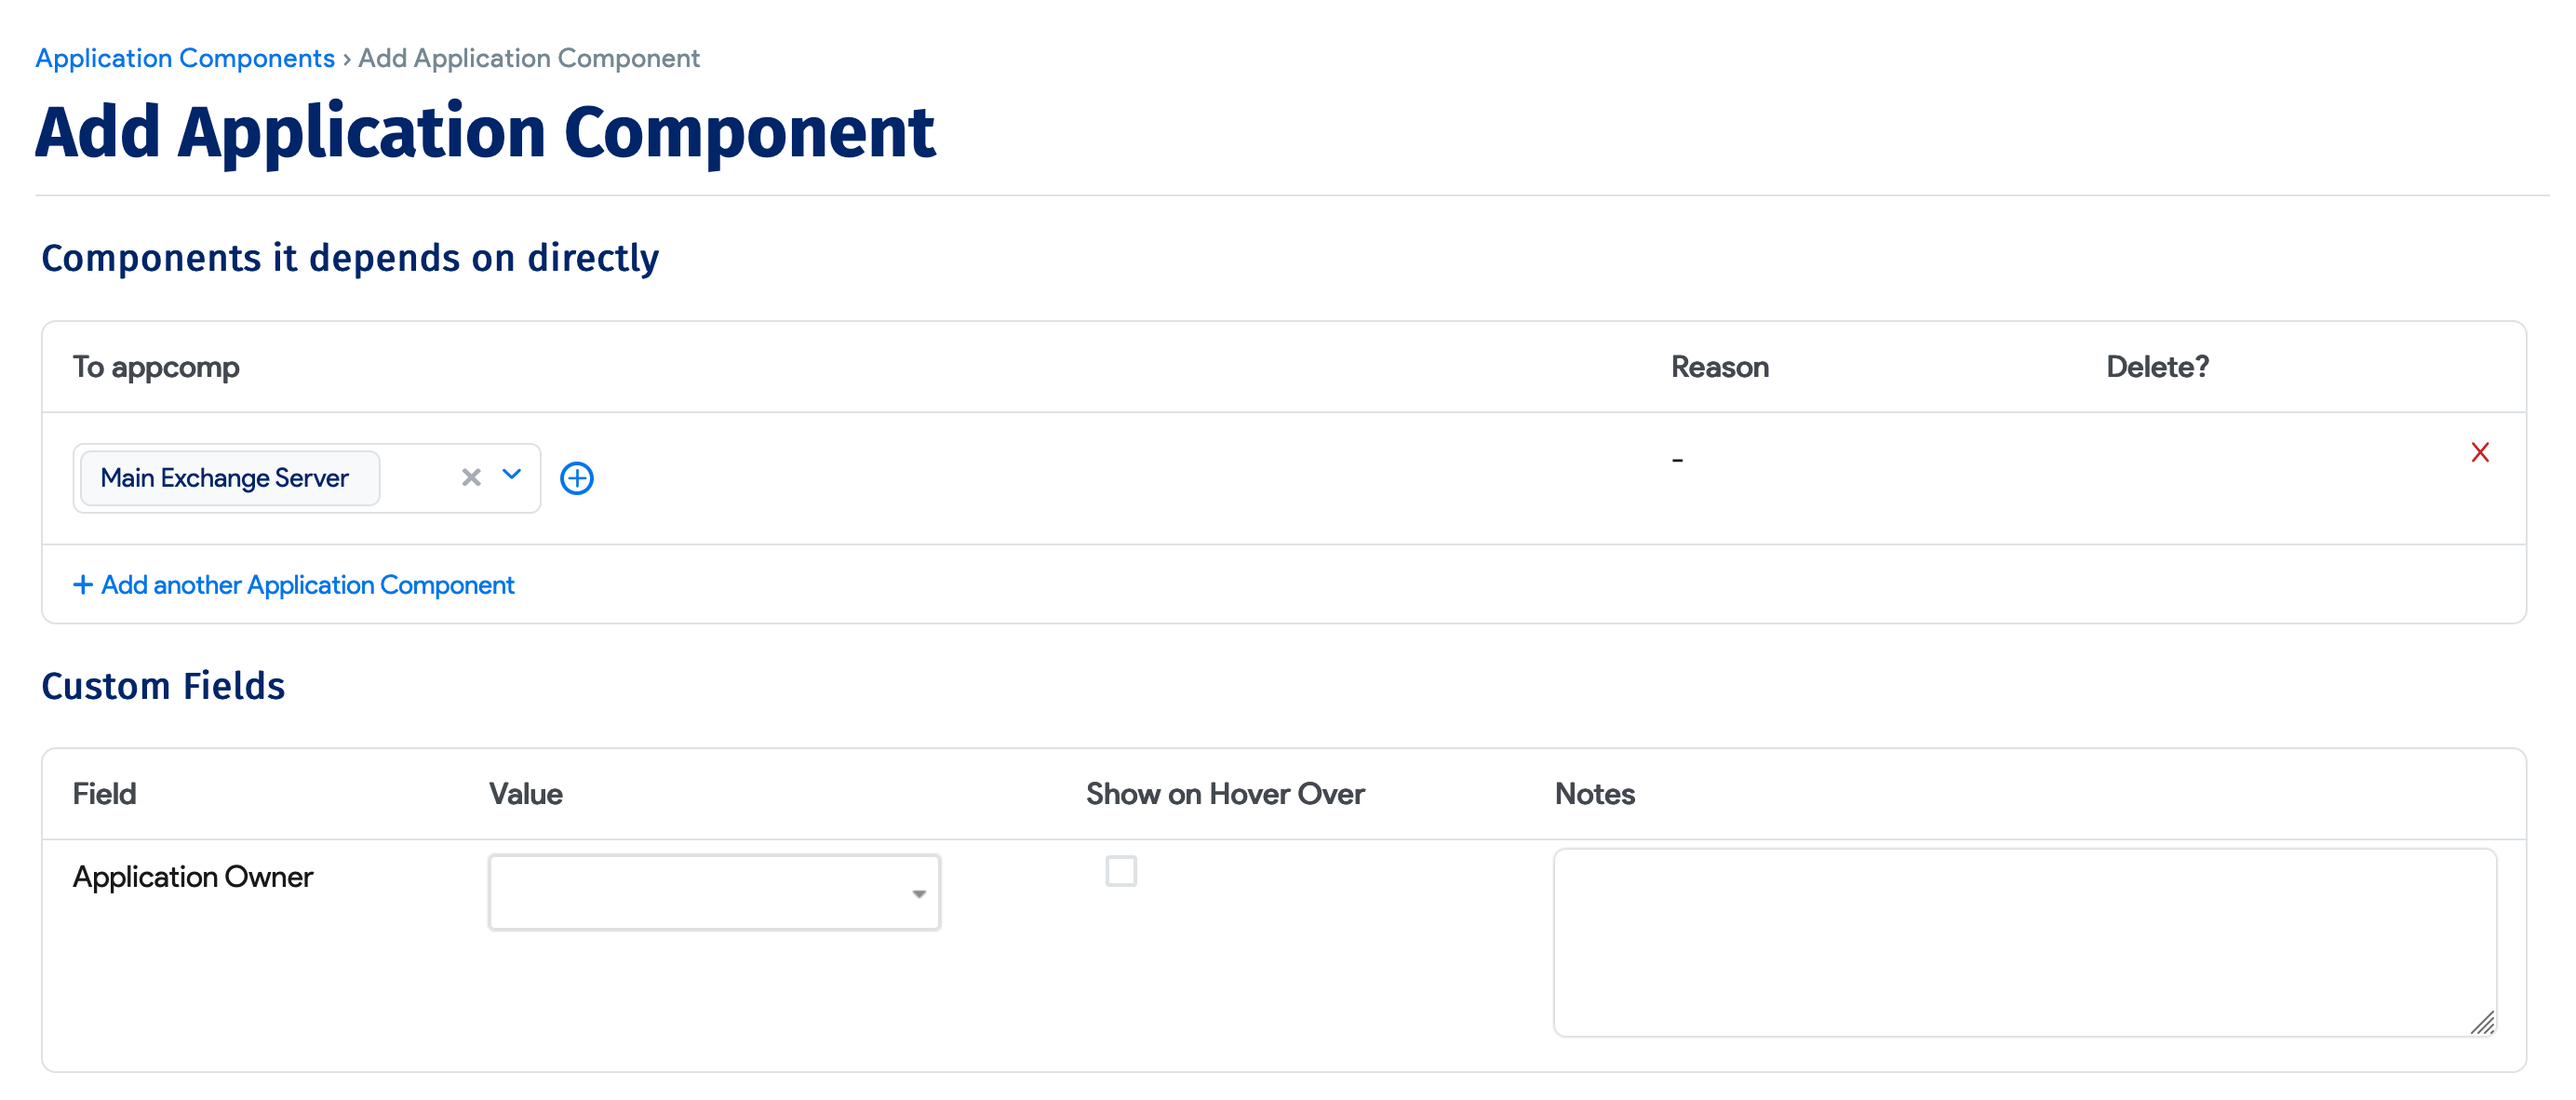 Application Components › Add Application Component
Add Application Component
Components it depends on directly
To appcomp Reason Delete?
Main Exchange Server -
Add another Application Component
Custom Fields
Field Value Show on Hover Over Notes
Application Owner